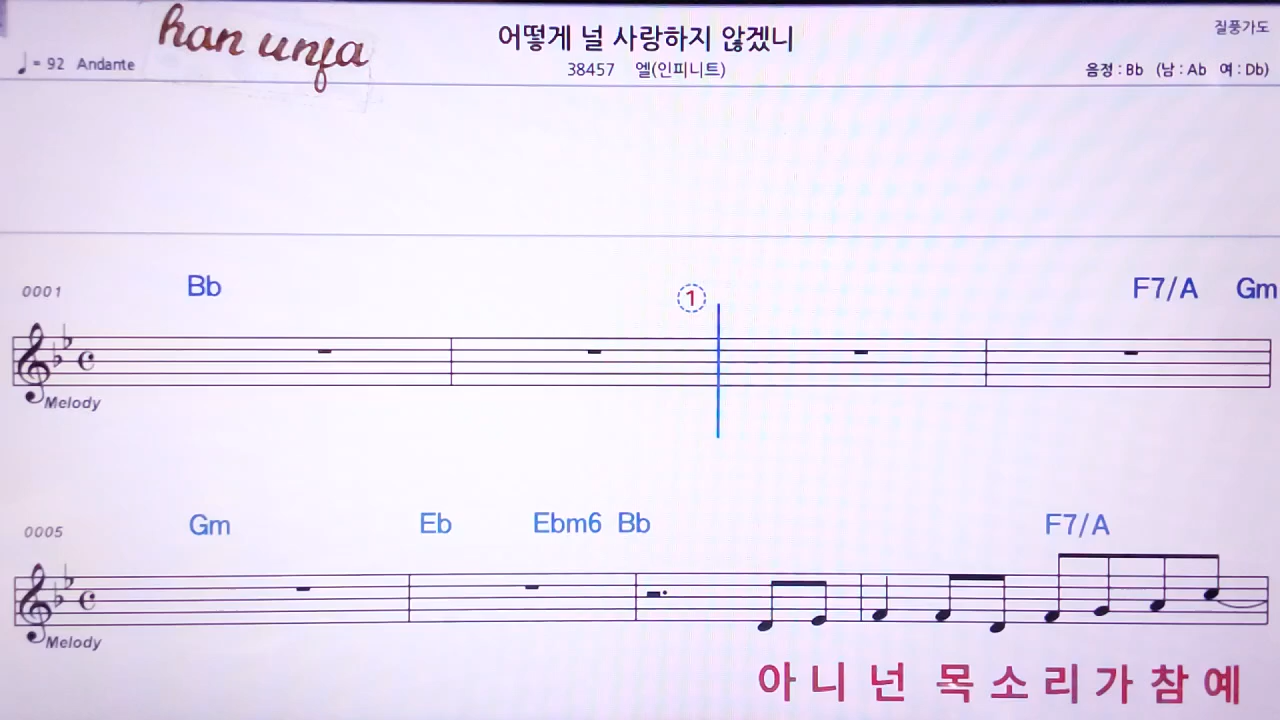 han unfa
어떻게 널 사랑하지 않겠니
질풍가도
♩= 92 Andante
38457 엘(인피니트)
음정 : Bb (남 : Ab 여 : Db)
0001 Bb 1 F7/A Gm
Melody
0005 Gm Eb Ebm6 Bb F7/A
Melody
아 니 넌 목 소 리 가 참 예